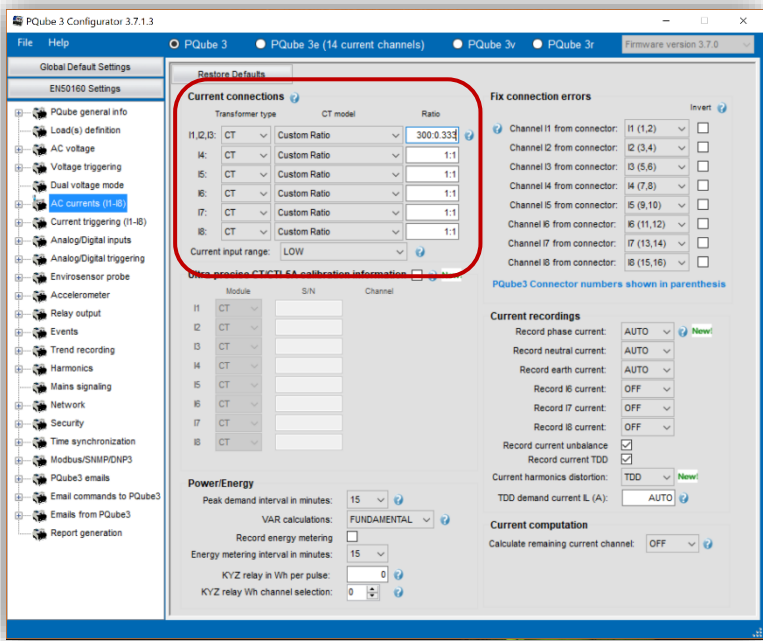 PQube 3 Configurator 3.7.1.3
File Help
PQube 3 PQube 3e (14 current channels) PQube 3v PQube 3r Firmware version 3.7.0
Global Default Settings
EN50160 Settings
PQube general info
Load(s) definition
AC voltage
Voltage triggering
Dual voltage mode
AC currents (I1-I8)
Current triggering (I1-I8)
Analog/Digital inputs
Analog/Digital triggering
Envirosensor probe
Accelerometer
Relay output
Events
Trend recording
Harmonics
Mains signaling
Network
Security
Time synchronization
Modbus/SNMP/DNP3
PQube3 emails
Email commands to PQube3
Emails from PQube3
Report generation
Restore Defaults
Current connections
Transformer type CT model Ratio
I1,I2,I3: CT Custom Ratio 300:0.333
I4: CT Custom Ratio 1:1
I5: CT Custom Ratio 1:1
I6: CT Custom Ratio 1:1
I7: CT Custom Ratio 1:1
I8: CT Custom Ratio 1:1
Current input range: LOW
Ultra precise CT/CTL5A calibration information
Module S/N Channel
I1 CT
I2 CT
I3 CT
I4 CT
I5 CT
I6 CT
I7 CT
I8 CT
Power/Energy
Peak demand interval in minutes: 15
VAR calculations: FUNDAMENTAL
Record energy metering
Energy metering interval in minutes: 15
KYZ relay in Wh per pulse: 0
KYZ relay Wh channel selection: 0
Fix connection errors
Invert
Channel I1 from connector: I1 (1,2)
Channel I2 from connector: I2 (3,4)
Channel I3 from connector: I3 (5,6)
Channel I4 from connector: I4 (7,8)
Channel I5 from connector: I5 (9,10)
Channel I6 from connector: I6 (11,12)
Channel I7 from connector: I7 (13,14)
Channel I8 from connector: I8 (15,16)
PQube3 Connector numbers shown in parenthesis
Current recordings
Record phase current: AUTO New!
Record neutral current: AUTO
Record earth current: AUTO
Record I6 current: OFF
Record I7 current: OFF
Record I8 current: OFF
Record current unbalance
Record current TDD
Current harmonics distortion: TDD New!
TDD demand current IL (A): AUTO
Current computation
Calculate remaining current channel: OFF